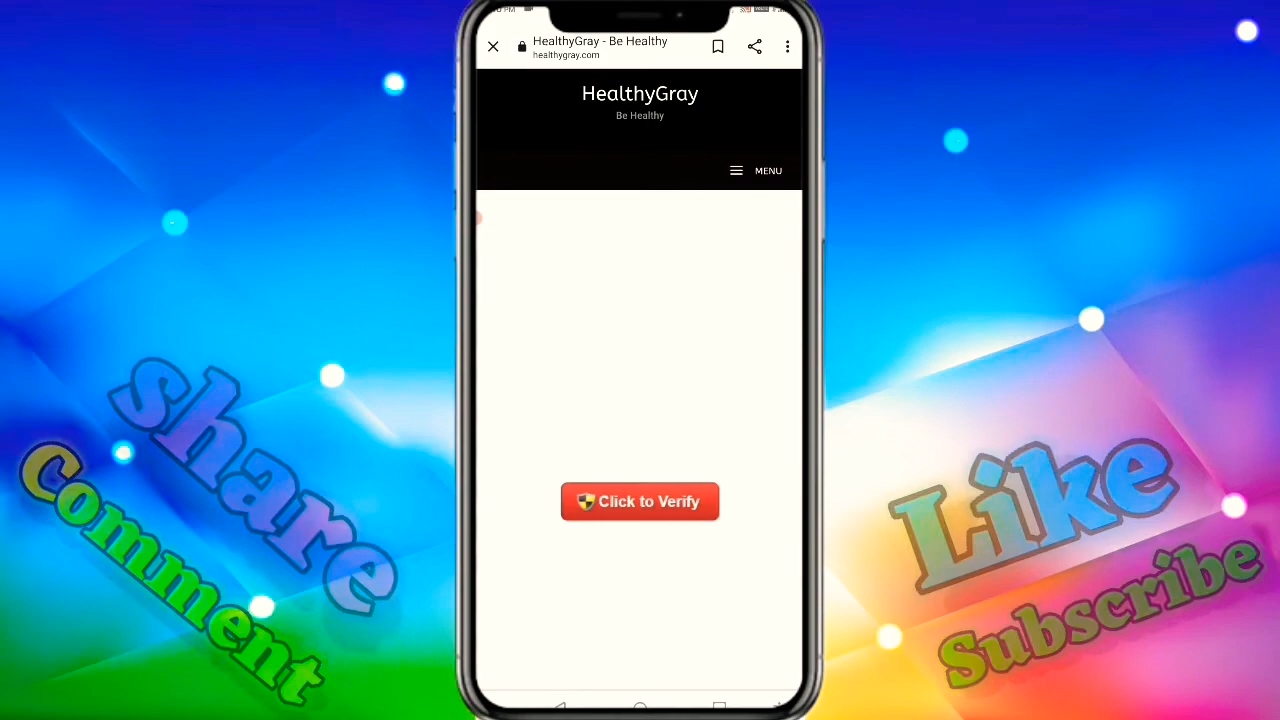 HealthyGray - Be Healthy
healthygray.com
HealthyGray
Be Healthy
MENU
Click to Verify
share
Comment
Like
Subscribe